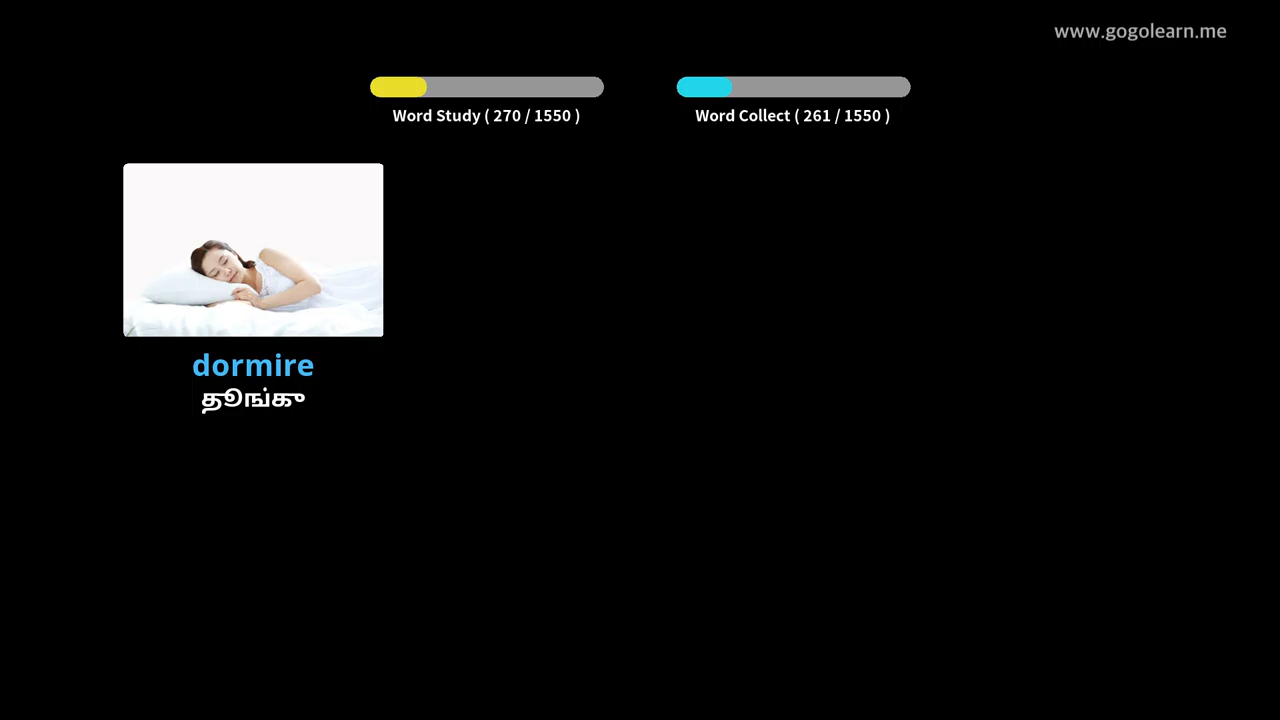 www.gogolearn.me
Word Study ( 270 / 1550 )
Word Collect ( 261 / 1550 )
dormire
தூங்கு